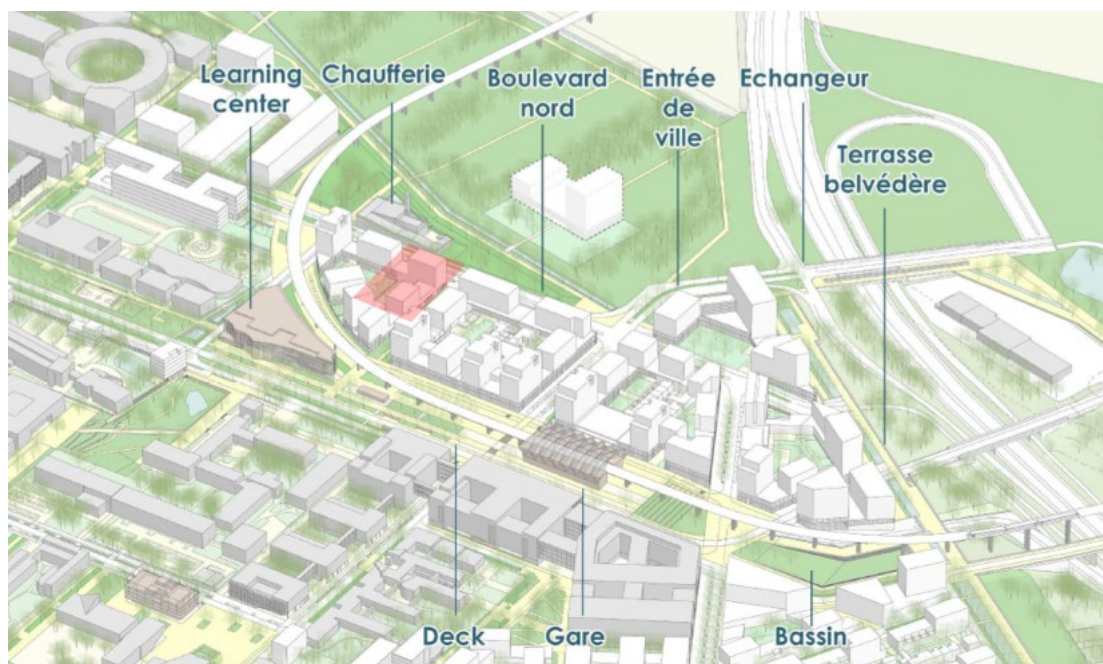 Learning
center
Chaufferie
Boulevard
nord
Entrée
de
ville
Echangeur
Terrasse
belvédère
Deck
Gare
Bassin